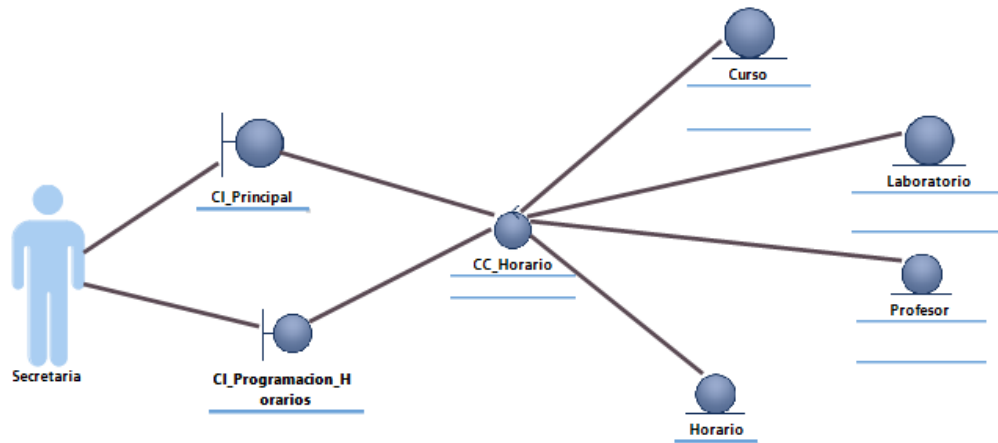 Curso
Laboratorio
CI_Principal
CC_Horario
Profesor
Secretaria
CI_Programacion_H
orarios
Horario